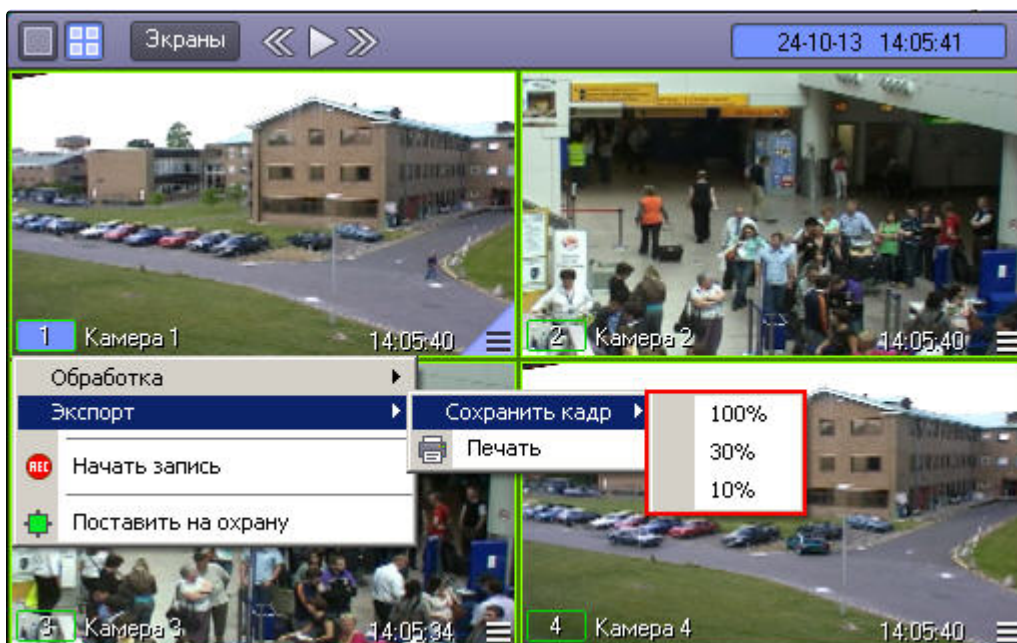 Экраны
24-10-13 14:05:41
1 Камера 1 14:05:40
2 Камера 2 14:05:40
Обработка
Экспорт
Начать запись
Поставить на охрану
Сохранить кадр
Печать
100%
30%
10%
REC
3 Камера 3 14:05:34
4 Камера 4 14:05:40